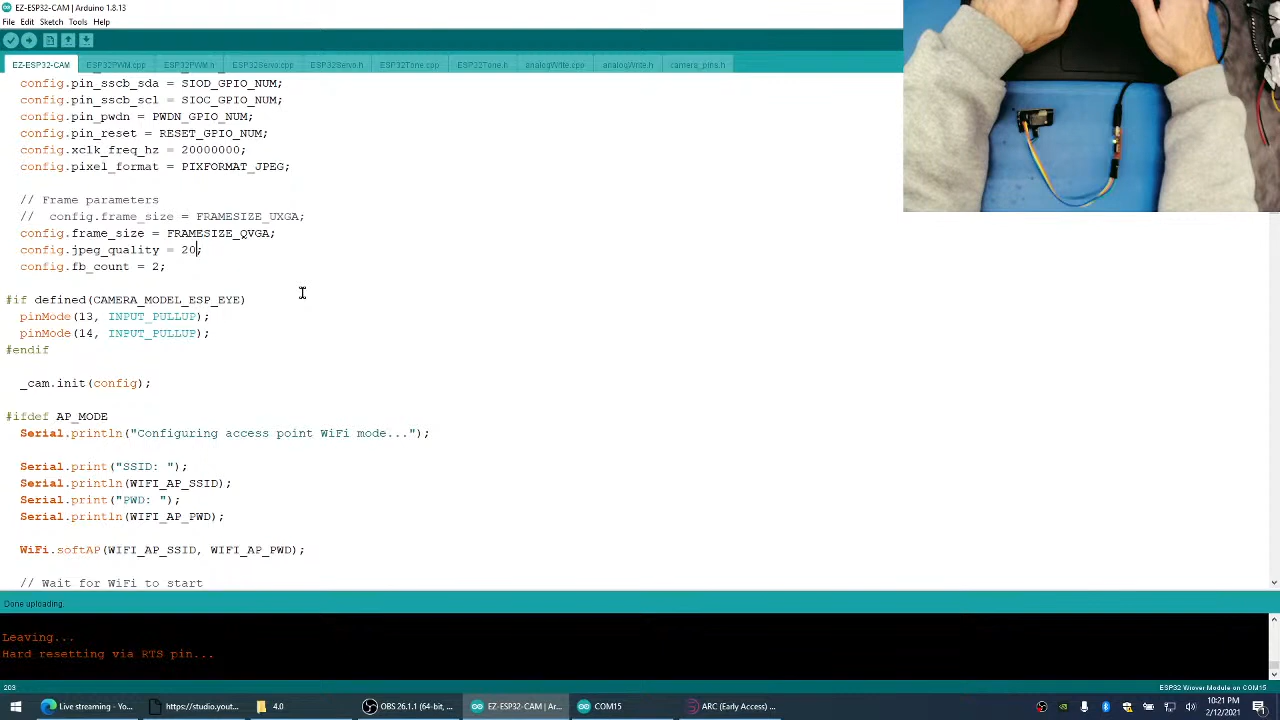 EZ-ESP32-CAM | Arduino 1.8.13
File Edit Sketch Tools Help
EZ-ESP32-CAM ESP32PWM.cpp ESP32PWM.h ESP32Servo.cpp ESP32Servo.h ESP32Tone.cpp ESP32Tone.h analogWrite.cpp analogWrite.h camera_pins.h
config.pin_sscb_sda = SIOD_GPIO_NUM;
config.pin_sscb_scl = SIOC_GPIO_NUM;
config.pin_pwdn = PWDN_GPIO_NUM;
config.pin_reset = RESET_GPIO_NUM;
config.xclk_freq_hz = 20000000;
config.pixel_format = PIXFORMAT_JPEG;
// Frame parameters
//  config.frame_size = FRAMESIZE_UXGA;
config.frame_size = FRAMESIZE_QVGA;
config.jpeg_quality = 20;
config.fb_count = 2;
#if defined(CAMERA_MODEL_ESP_EYE)
pinMode(13, INPUT_PULLUP);
pinMode(14, INPUT_PULLUP);
#endif
_cam.init(config);
#ifdef AP_MODE
Serial.println("Configuring access point WiFi mode...");
Serial.print("SSID: ");
Serial.println(WIFI_AP_SSID);
Serial.print("PWD: ");
Serial.println(WIFI_AP_PWD);
WiFi.softAP(WIFI_AP_SSID, WIFI_AP_PWD);
// Wait for WiFi to start
Done uploading.
Leaving...
Hard resetting via RTS pin...
203 ESP32 Wrover Module on COM15
Live streaming - Yo... https://studio.yout... 4.0 OBS 26.1.1 (64-bit, ... EZ-ESP32-CAM | Ar... COM15 ARC (Early Access) ... 10:21 PM
2/12/2021